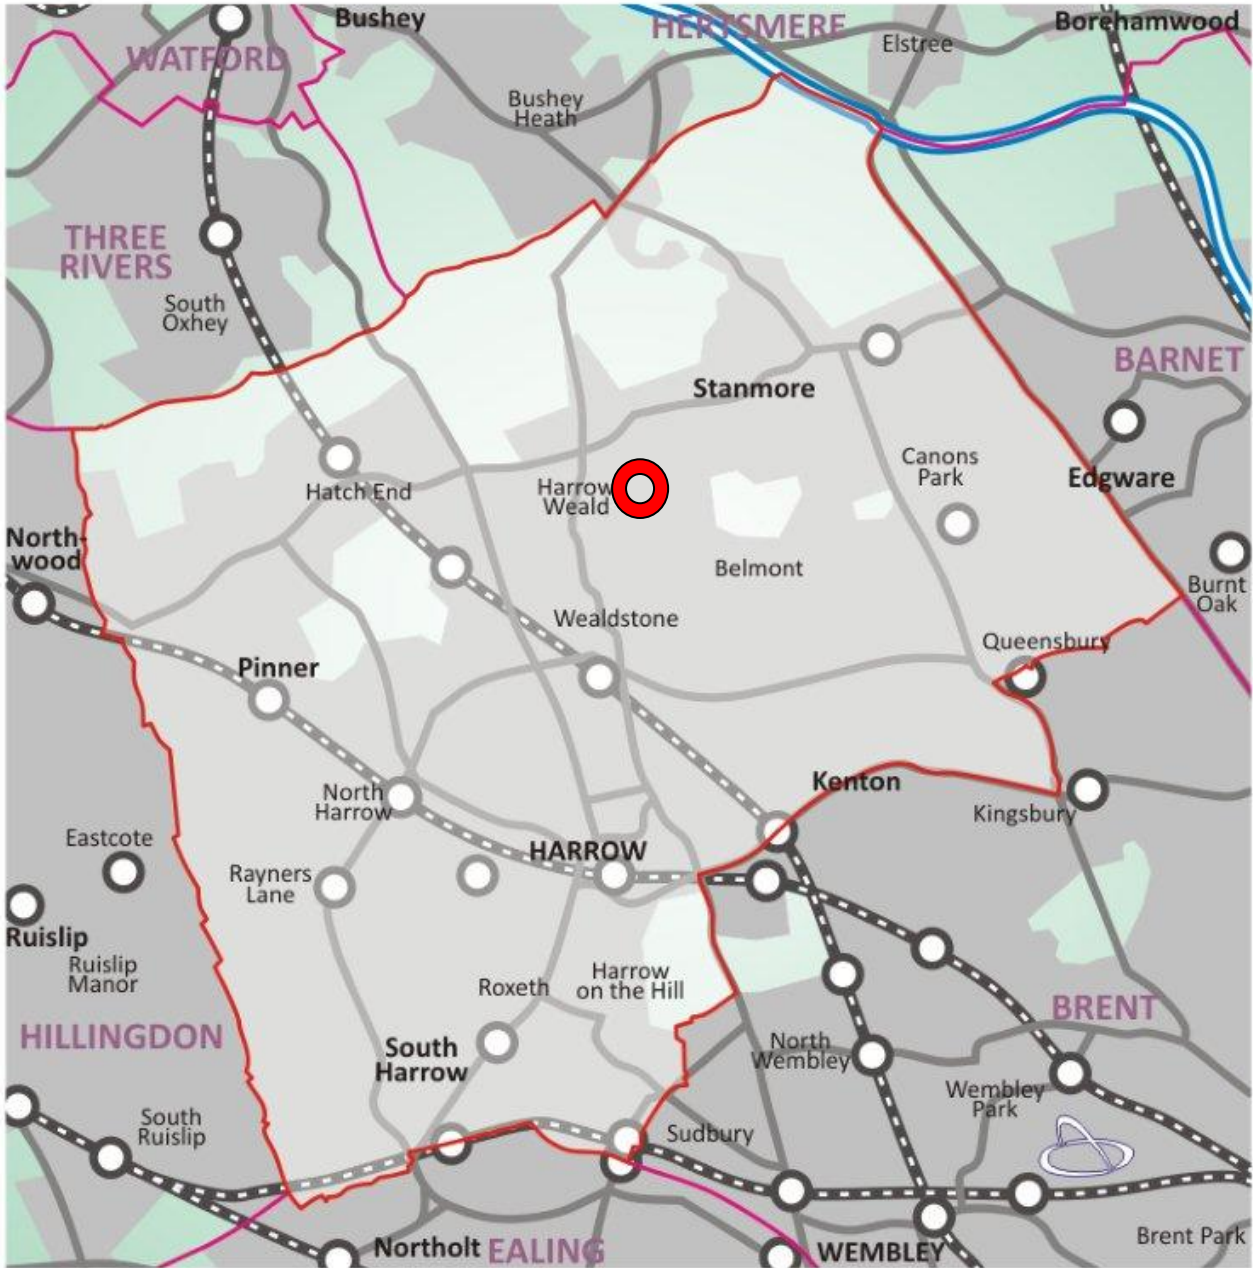 Bushey
HERTSMERE
Borehamwood
WATFORD
Elstree
Bushey
Heath
THREE
RIVERS
South
Oxhey
BARNET
Stanmore
Canons
Park
Edgware
Hatch End
Harrow
Weald
North-
wood
Belmont
Burnt
Oak
Wealdstone
Queensbury
Pinner
Kenton
North
Harrow
Kingsbury
Eastcote
HARROW
Rayners
Lane
Ruislip
Ruislip
Manor
Harrow
on the Hill
Roxeth
BRENT
HILLINGDON
South
Harrow
North
Wembley
Wembley
Park
South
Ruislip
Sudbury
Northolt
EALING
WEMBLEY
Brent Park